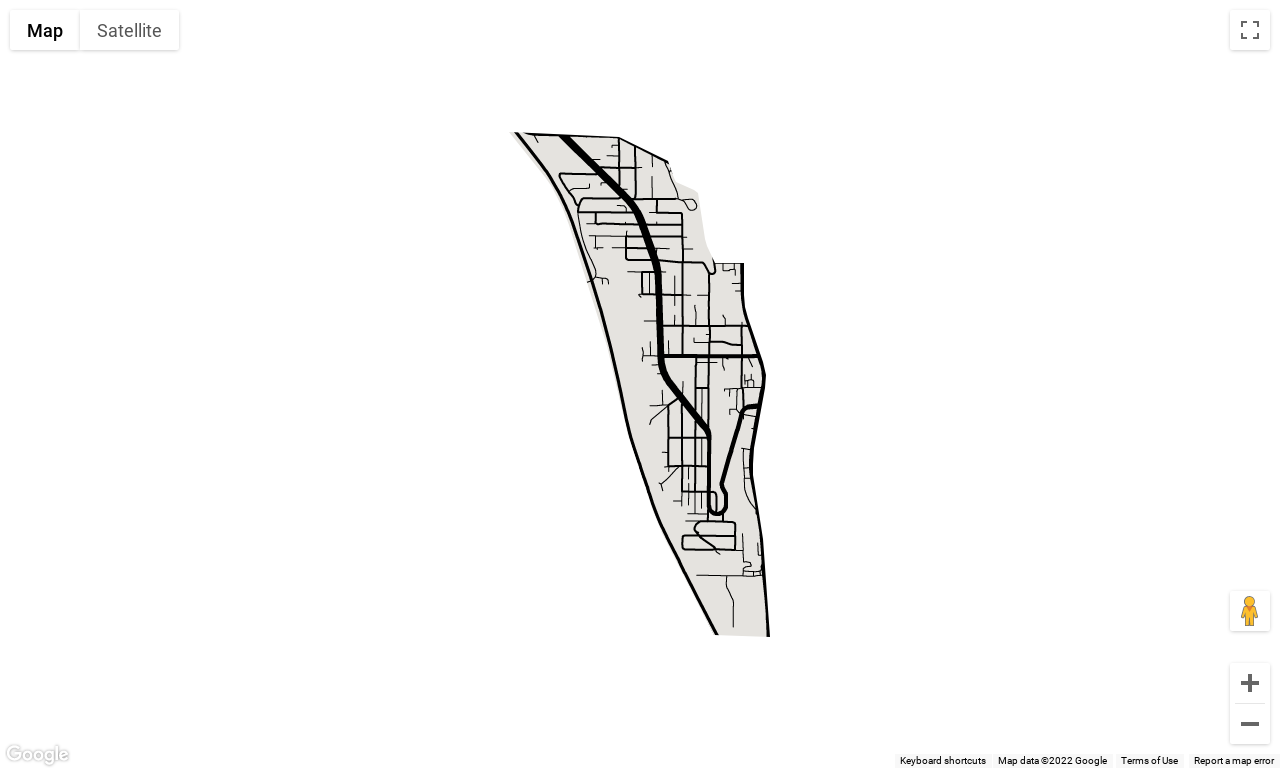 Map Satellite
Google
Keyboard shortcuts Map data ©2022 Google Terms of Use Report a map error